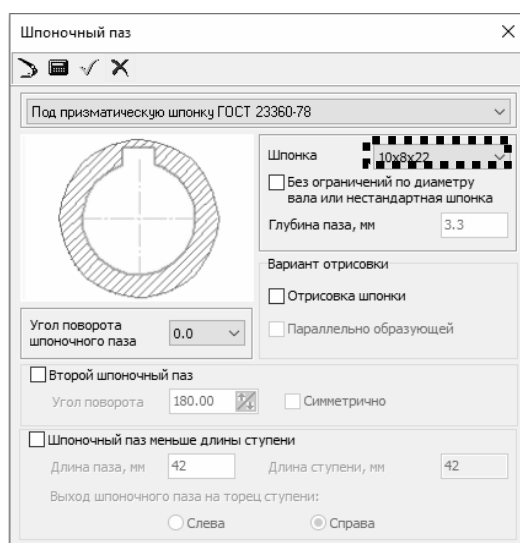 Шпоночный паз
Под призматическую шпонку ГОСТ 23360-78
Шпонка 10x8x22
Без ограничений по диаметру
вала или нестандартная шпонка
Глубина паза, мм 3.3
Вариант отрисовки
Отрисовка шпонки
Параллельно образующей
Угол поворота
шпоночного паза 0.0
Второй шпоночный паз
Угол поворота 180.00 Симметрично
Шпоночный паз меньше длины ступени
Длина паза, мм 42 Длина ступени, мм 42
Выход шпоночного паза на торец ступени:
Слева Справа